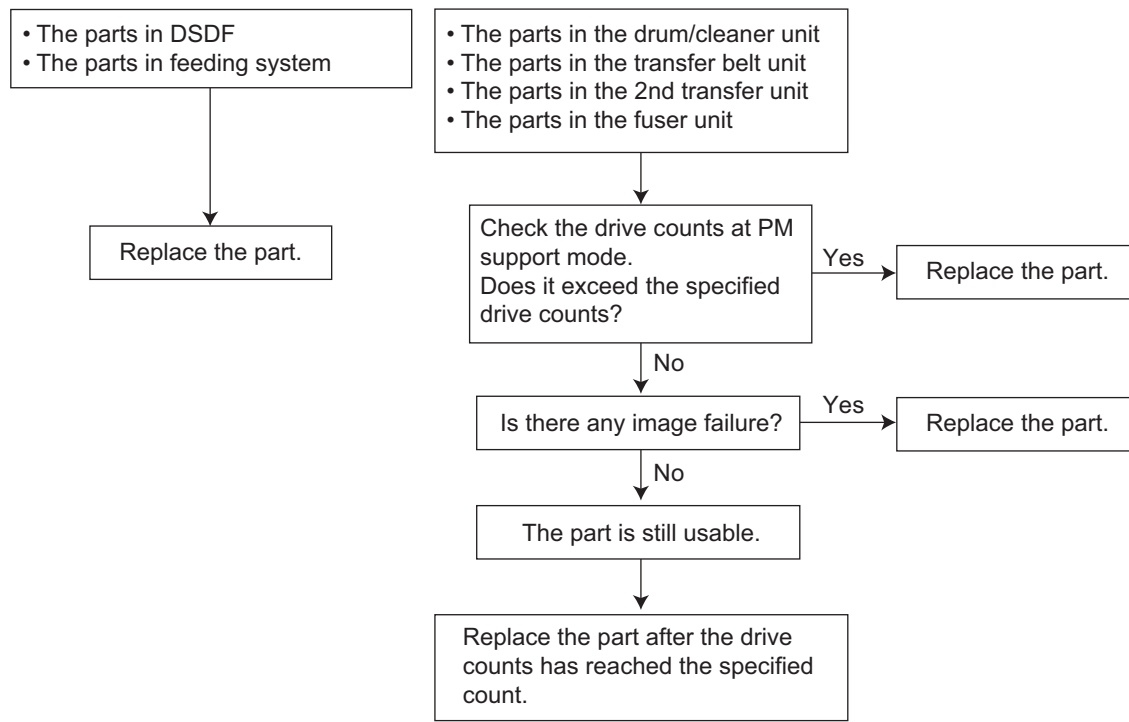 • The parts in DSDF
• The parts in feeding system
Replace the part.
• The parts in the drum/cleaner unit
• The parts in the transfer belt unit
• The parts in the 2nd transfer unit
• The parts in the fuser unit
Check the drive counts at PM
support mode.
Does it exceed the specified
drive counts?
Yes
Replace the part.
No
Is there any image failure?
Yes
Replace the part.
No
The part is still usable.
Replace the part after the drive
counts has reached the specified
count.